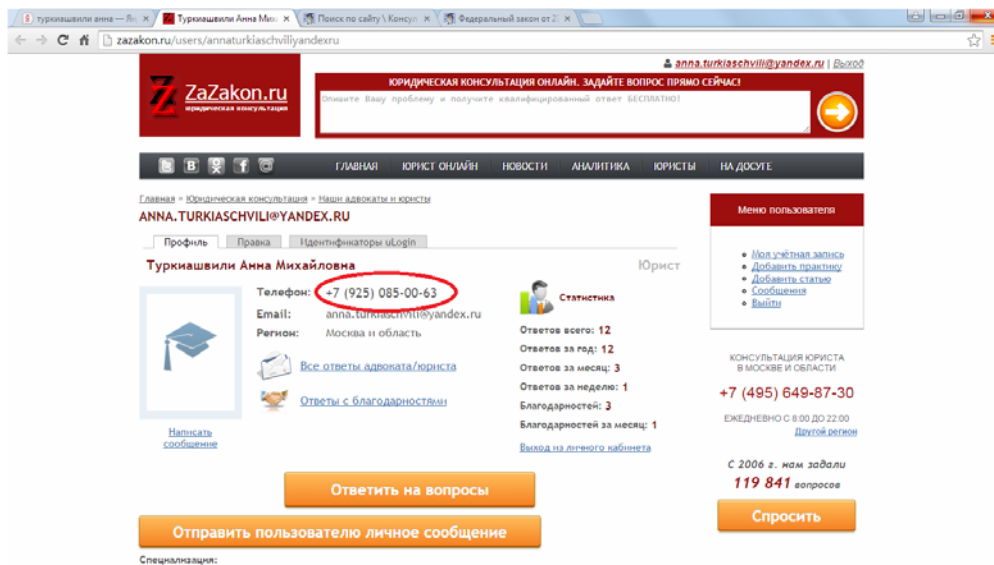 туркиашвили анна — Ян
Туркиашвили Анна Мих
Поиск по сайту \ Консул
Федеральный закон от 2
zazakon.ru/users/annaturkiaschviliyandexru
anna.turkiaschvili@yandex.ru | Выход
ZaZakon.ru
юридическая консультация
ЮРИДИЧЕСКАЯ КОНСУЛЬТАЦИЯ ОНЛАЙН. ЗАДАЙТЕ ВОПРОС ПРЯМО СЕЙЧАС!
Опишите Вашу проблему и получите квалифицированный ответ БЕСПЛАТНО!
ГЛАВНАЯ ЮРИСТ ОНЛАЙН НОВОСТИ АНАЛИТИКА ЮРИСТЫ НА ДОСУГЕ
Главная » Юридическая консультация » Наши адвокаты и юристы
ANNA.TURKIASCHVILI@YANDEX.RU
Профиль Правка Идентификаторы uLogin
Туркиашвили Анна Михайловна Юрист
Телефон: +7 (925) 085-00-63
Email: anna.turkiaschvili@yandex.ru
Регион: Москва и область
Все ответы адвоката/юриста
Ответы с благодарностями
Написать
сообщение
Статистика
Ответов всего: 12
Ответов за год: 12
Ответов за месяц: 3
Ответов за неделю: 1
Благодарностей: 3
Благодарностей за месяц: 1
Выход из личного кабинета
Ответить на вопросы
Отправить пользователю личное сообщение
Специализация:
Меню пользователя
Моя учётная запись
Добавить практику
Добавить статью
Сообщения
Выйти
КОНСУЛЬТАЦИЯ ЮРИСТА
В МОСКВЕ И ОБЛАСТИ
+7 (495) 649-87-30
ЕЖЕДНЕВНО С 8:00 ДО 22:00
Другой регион
С 2006 г. нам задали
119 841 вопросов
Спросить